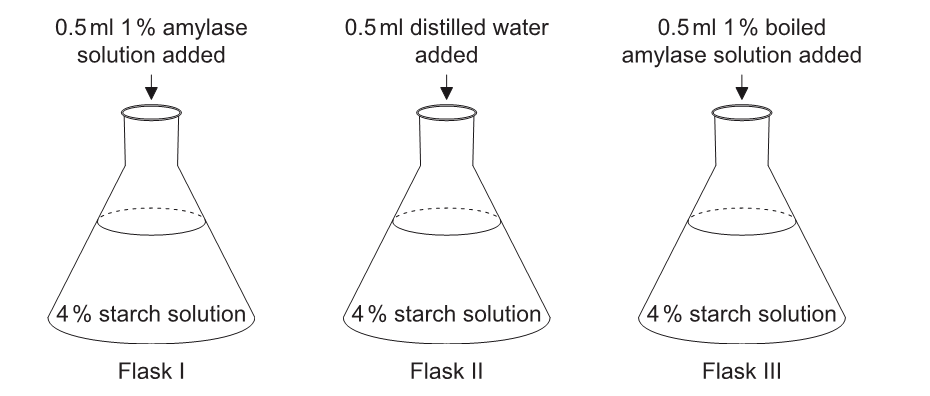 0.5 ml 1 % amylase
solution added
0.5 ml distilled water
added
0.5 ml 1 % boiled
amylase solution added
4 % starch solution
4 % starch solution
4 % starch solution
Flask I
Flask II
Flask III